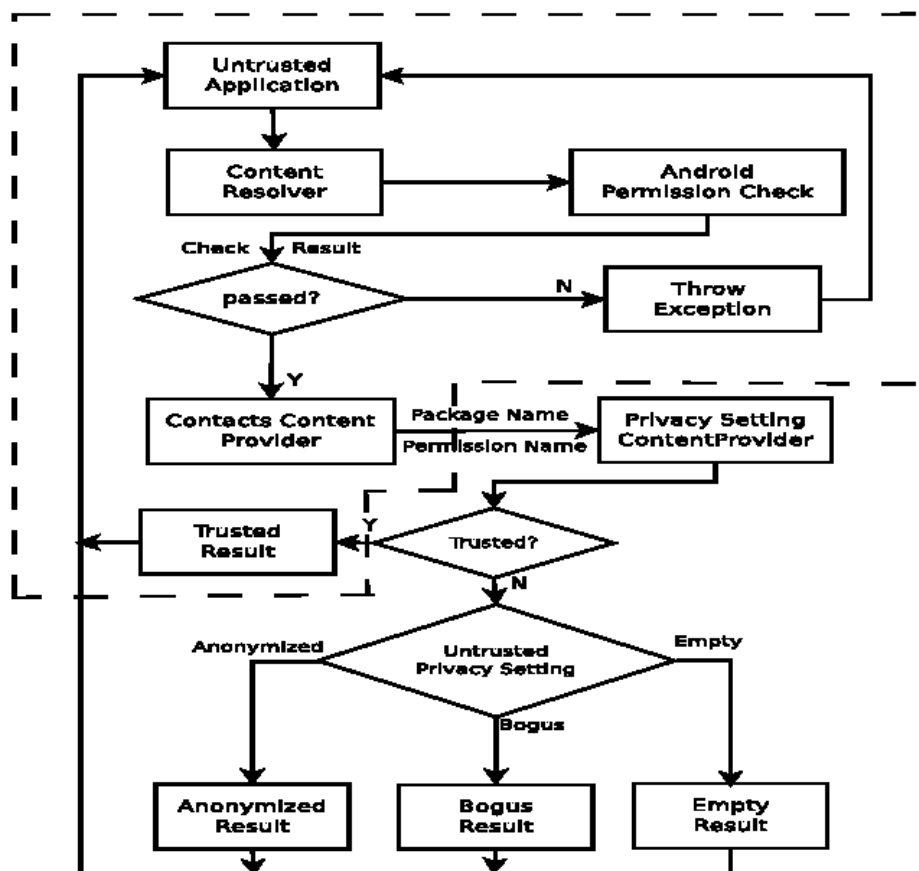 Untrusted
Application
Content
Resolver
Android
Permission Check
Check Result
passed?
N
Throw
Exception
Y
Contacts Content
Provider
Package Name
Permission Name
Privacy Setting
ContentProvider
Trusted
Result
Y
Trusted?
N
Anonymized
Untrusted
Privacy Setting
Empty
Bogus
Anonymized
Result
Bogus
Result
Empty
Result